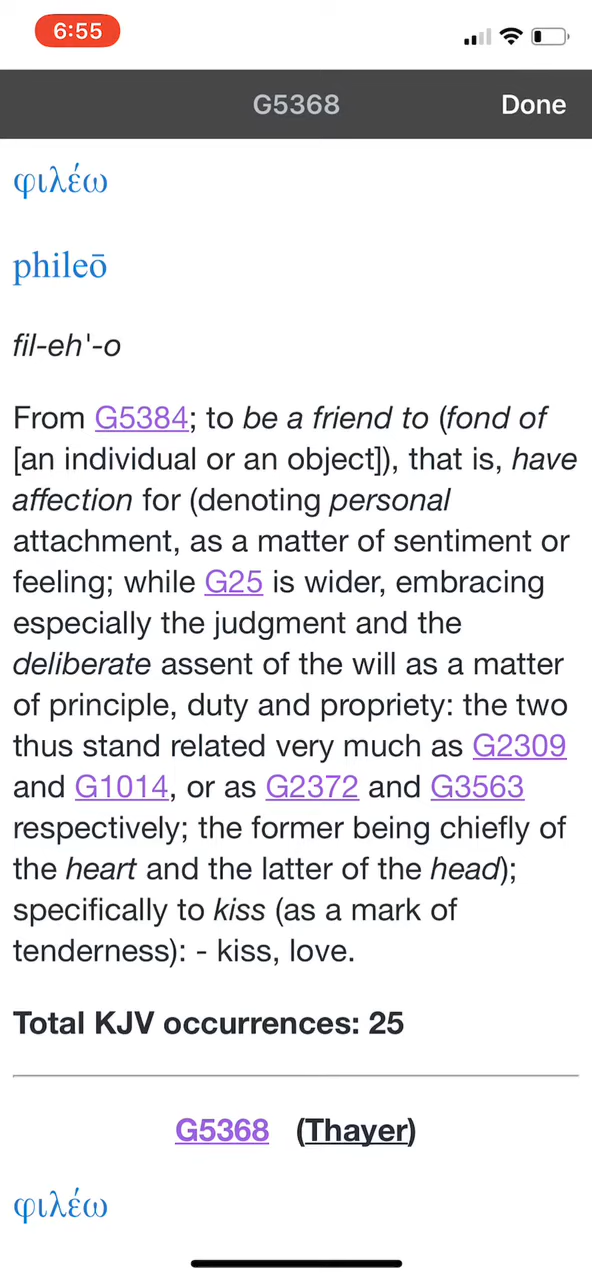 6:55
G5368 Done
φιλέω
phileō
fil-eh'-o
From G5384; to be a friend to (fond of
[an individual or an object]), that is, have
affection for (denoting personal
attachment, as a matter of sentiment or
feeling; while G25 is wider, embracing
especially the judgment and the
deliberate assent of the will as a matter
of principle, duty and propriety: the two
thus stand related very much as G2309
and G1014, or as G2372 and G3563
respectively; the former being chiefly of
the heart and the latter of the head);
specifically to kiss (as a mark of
tenderness): - kiss, love.
Total KJV occurrences: 25
G5368 (Thayer)
φιλέω